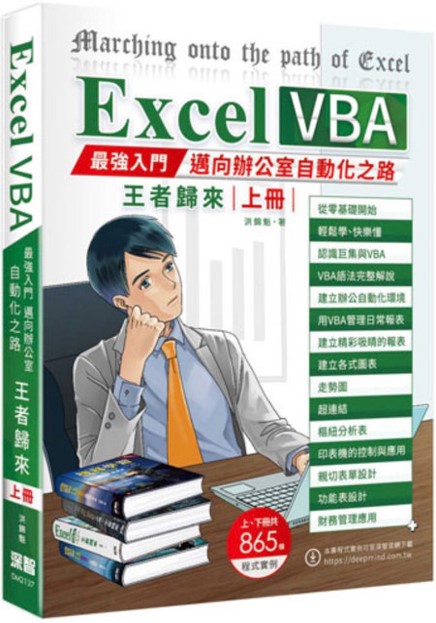 Marching onto the path of Excel
Excel VBA
最強入門 邁向辦公室自動化之路
王者歸來 上冊
洪錦魁・著
從零基礎開始
輕鬆學、快樂懂
認識巨集與VBA
VBA語法完整解說
建立辦公自動化環境
用VBA管理日常報表
建立精彩吸睛的報表
建立各式圖表
走勢圖
超連結
樞紐分析表
印表機的控制與應用
親切表單設計
功能表設計
財務管理應用
上、下冊共
865個
程式實例
本書程式實例可至深智官網下載
https://deepmind.com.tw
Excel VBA
最強入門 邁向辦公室
自動化之路
王者歸來
上冊
洪錦魁
深智
DM2137
Excel